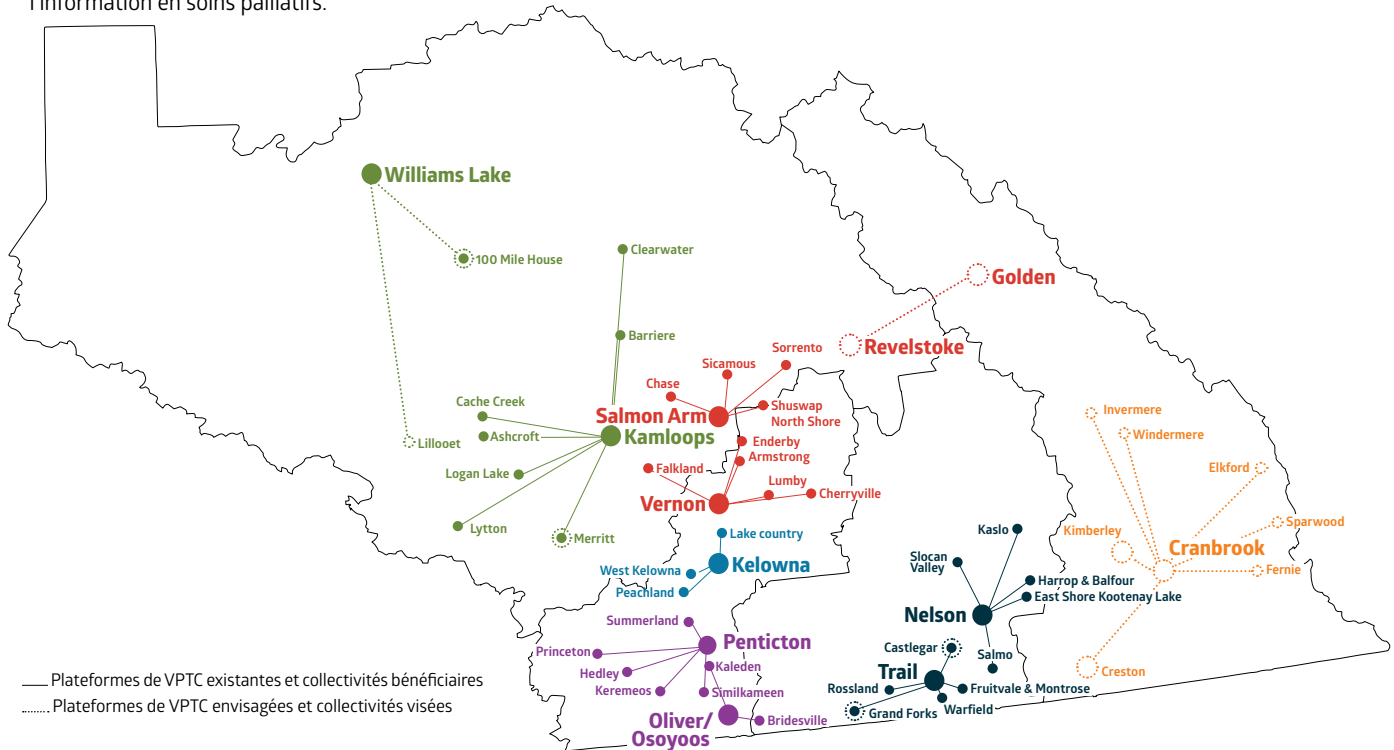 l'information en soins palliatifs.
Williams Lake
100 Mile House
Clearwater
Golden
Barriere
Revelstoke
Sorrento
Sicamous
Chase
Cache Creek
Salmon Arm
Shuswap
North Shore
Kamloops
Ashcroft
Lillooet
Enderby
Armstrong
Logan Lake
Falkland
Lumby
Cherryville
Vernon
Lytton
Merritt
Lake country
Kelowna
West Kelowna
Peachland
Invermere
Windermere
Elkford
Sparwood
Kimberley
Cranbrook
Fernie
Creston
Kaslo
Slocan
Valley
Harrop & Balfour
East Shore Kootenay Lake
Nelson
Castlegar
Salmo
Trail
Rossland
Fruitvale & Montrose
Grand Forks
Warfield
Summerland
Penticton
Princeton
Hedley
Kaleden
Keremeos
Similkameen
Oliver/
Osoyoos
Bridesville
Plateformes de VPTC existantes et collectivités bénéficiaires
Plateformes de VPTC envisagées et collectivités visées